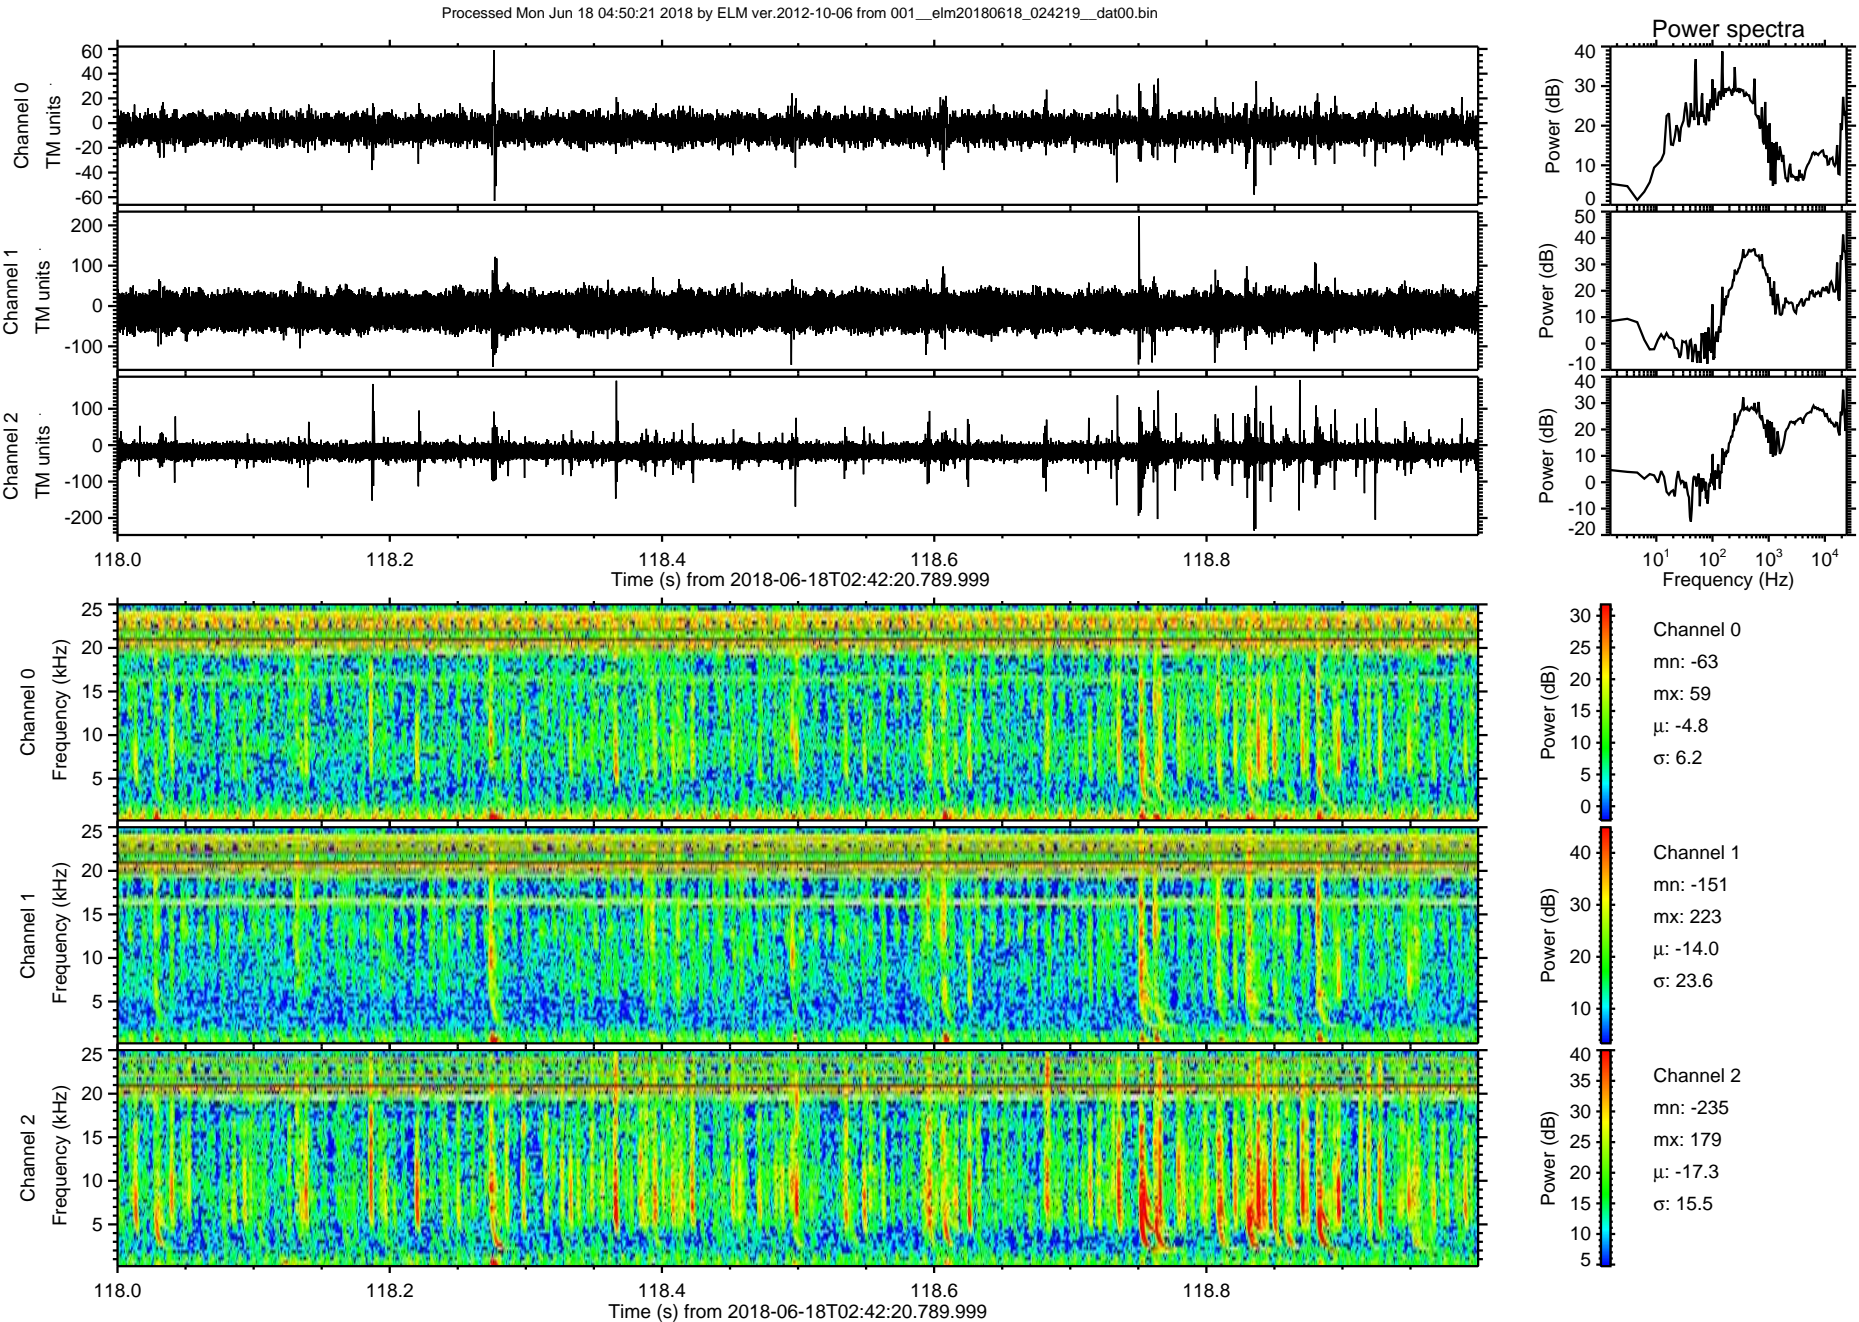 Processed Mon Jun 18 04:50:21 2018 by ELM ver.2012-10-06 from 001__elm20180618_024219__dat00.bin
Power spectra
Channel 0
TM units
60
40
20
0
-20
-40
-60
Power (dB)
40
30
20
10
0
Channel 1
TM units
200
100
0
-100
Power (dB)
50
40
30
20
10
0
-10
Channel 2
TM units
100
0
-100
-200
Power (dB)
40
30
20
10
0
-10
-20
118.0 118.2 118.4 118.6 118.8
Time (s) from 2018-06-18T02:42:20.789.999
10^1 10^2 10^3 10^4
Frequency (Hz)
Channel 0
Frequency (kHz)
25
20
15
10
5
Power (dB)
30
25
20
15
10
5
0
Channel 0
mn: -63
mx: 59
μ: -4.8
σ: 6.2
Channel 1
Frequency (kHz)
25
20
15
10
5
Power (dB)
40
30
20
10
Channel 1
mn: -151
mx: 223
μ: -14.0
σ: 23.6
Channel 2
Frequency (kHz)
25
20
15
10
5
Power (dB)
40
35
30
25
20
15
10
5
Channel 2
mn: -235
mx: 179
μ: -17.3
σ: 15.5
118.0 118.2 118.4 118.6 118.8
Time (s) from 2018-06-18T02:42:20.789.999